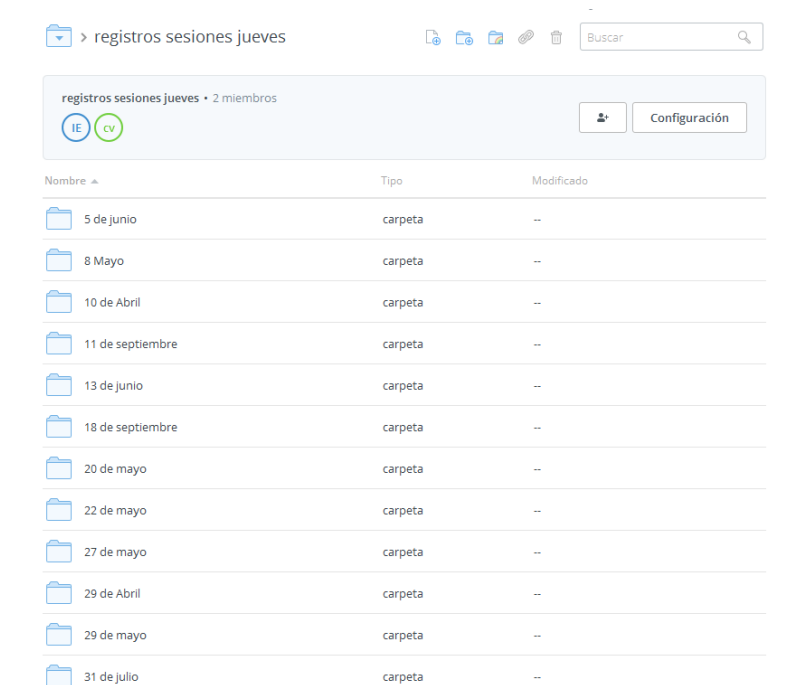 registros sesiones jueves
Buscar
registros sesiones jueves • 2 miembros
IE cv
Configuración
Nombre Tipo Modificado
5 de junio carpeta --
8 Mayo carpeta --
10 de Abril carpeta --
11 de septiembre carpeta --
13 de junio carpeta --
18 de septiembre carpeta --
20 de mayo carpeta --
22 de mayo carpeta --
27 de mayo carpeta --
29 de Abril carpeta --
29 de mayo carpeta --
31 de julio carpeta --